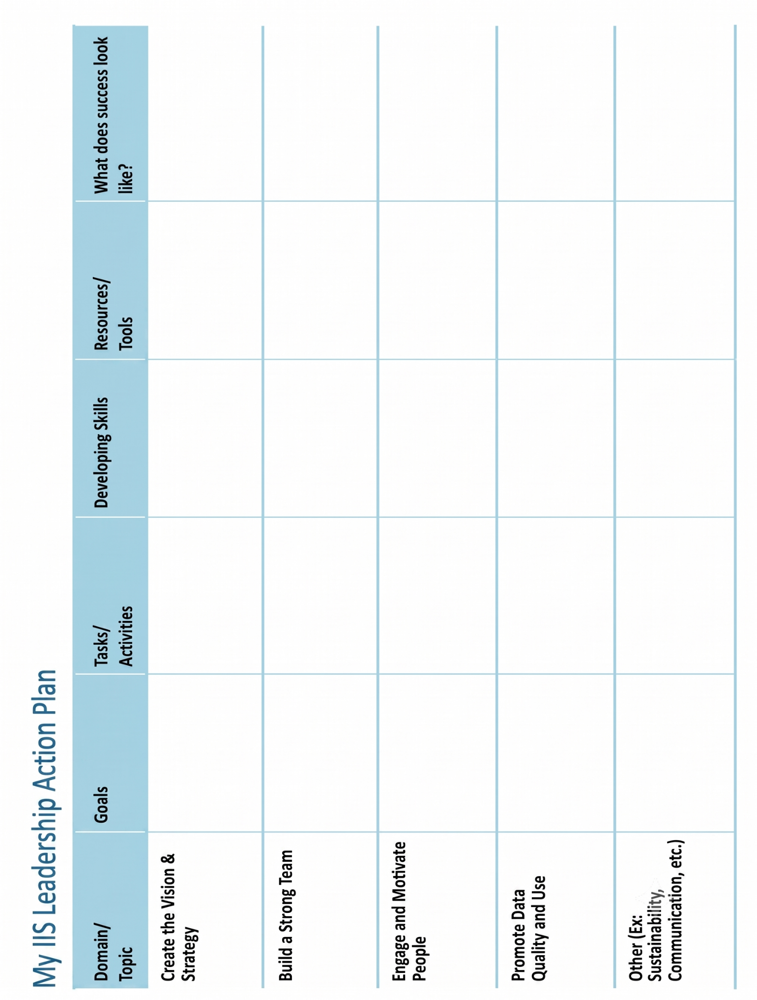 My IIS Leadership Action Plan
Domain/
Topic
Goals
Tasks/
Activities
Developing Skills
Resources/
Tools
What does success look
like?
Create the Vision &
Strategy
Build a Strong Team
Engage and Motivate
People
Promote Data
Quality and Use
Other (Ex:
Sustainability,
Communication, etc.)